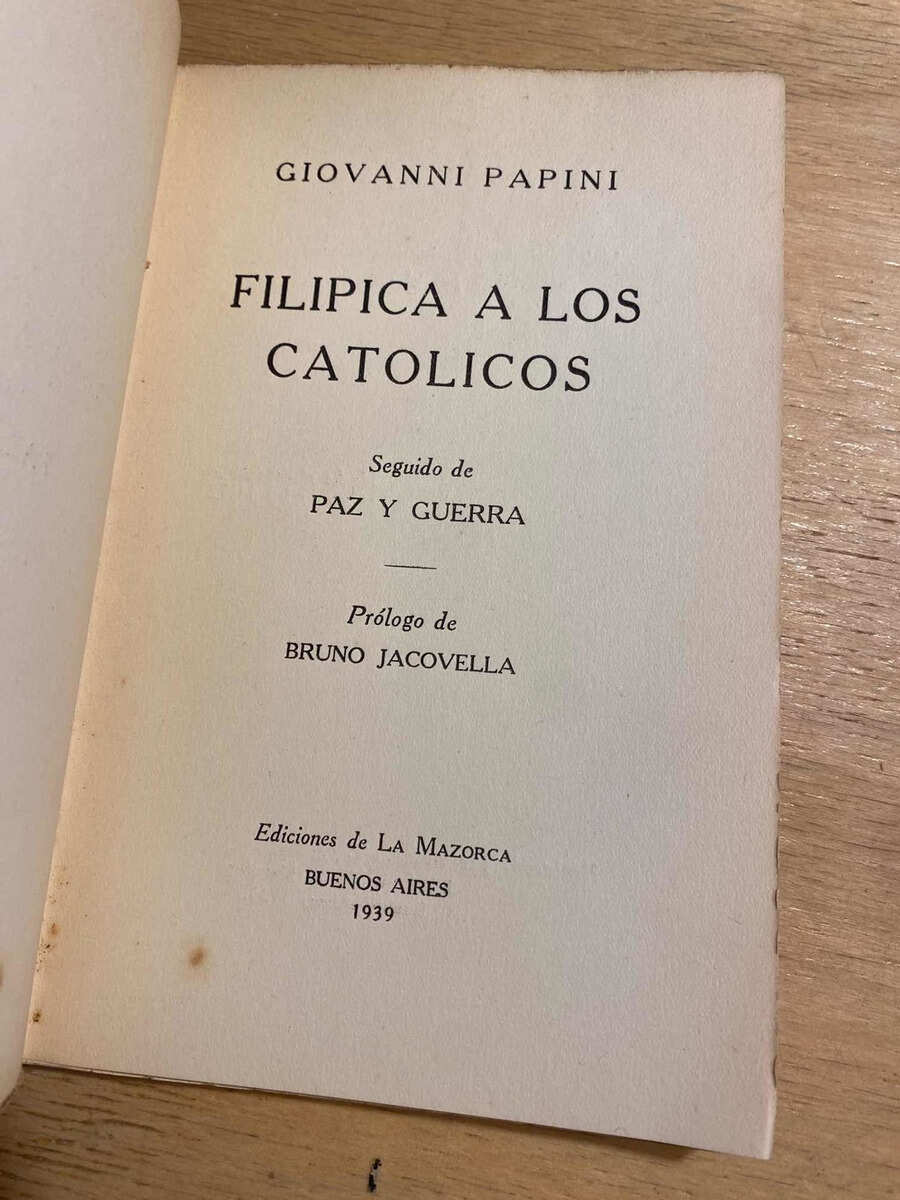 GIOVANNI PAPINI
FILIPICA A LOS
CATOLICOS
Seguido de
PAZ Y GUERRA
Prólogo de
BRUNO JACOVELLA
Ediciones de LA MAZORCA
BUENOS AIRES
1939